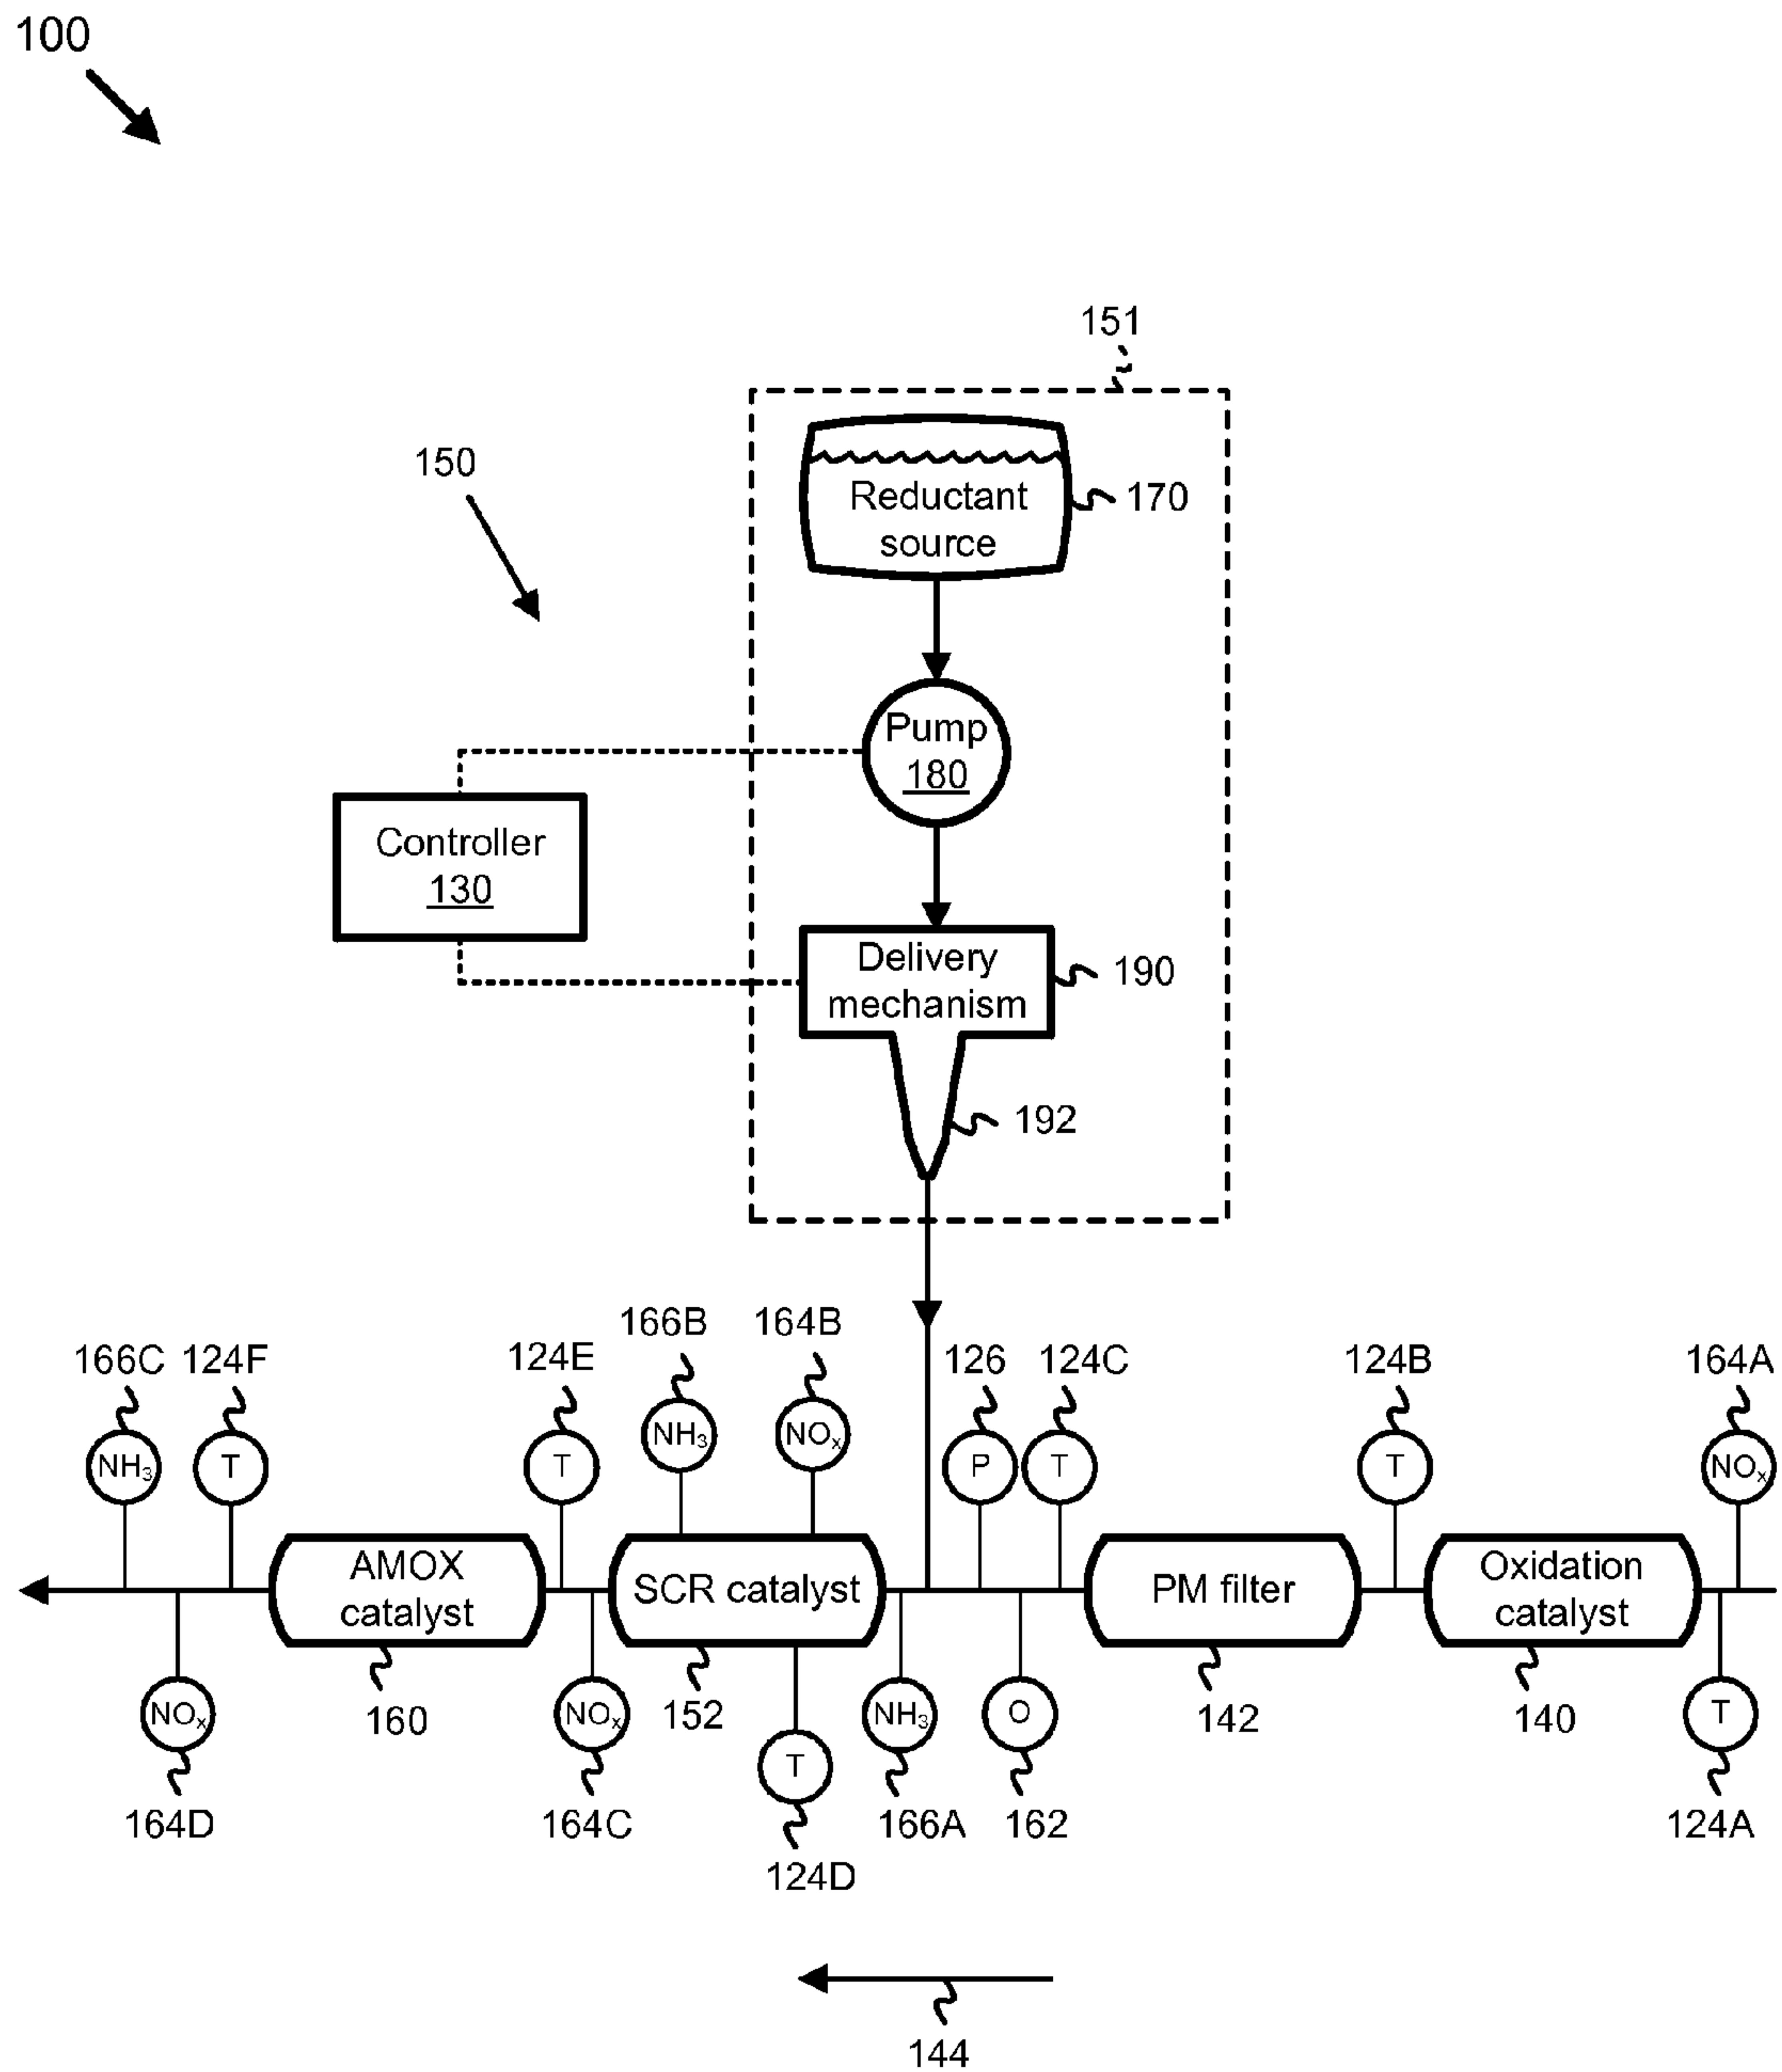 100
151
150
Reductant
source
170
Pump
180
Controller
130
Delivery
mechanism
190
192
166B
164B
166C
124F
124E
126
124C
124B
164A
NH₃
NOₓ
NH₃
T
T
P
T
T
NOₓ
AMOX
catalyst
SCR catalyst
PM filter
Oxidation
catalyst
NOₓ
160
NOₓ
152
NH₃
O
142
140
T
T
164D
164C
166A
162
124A
124D
144